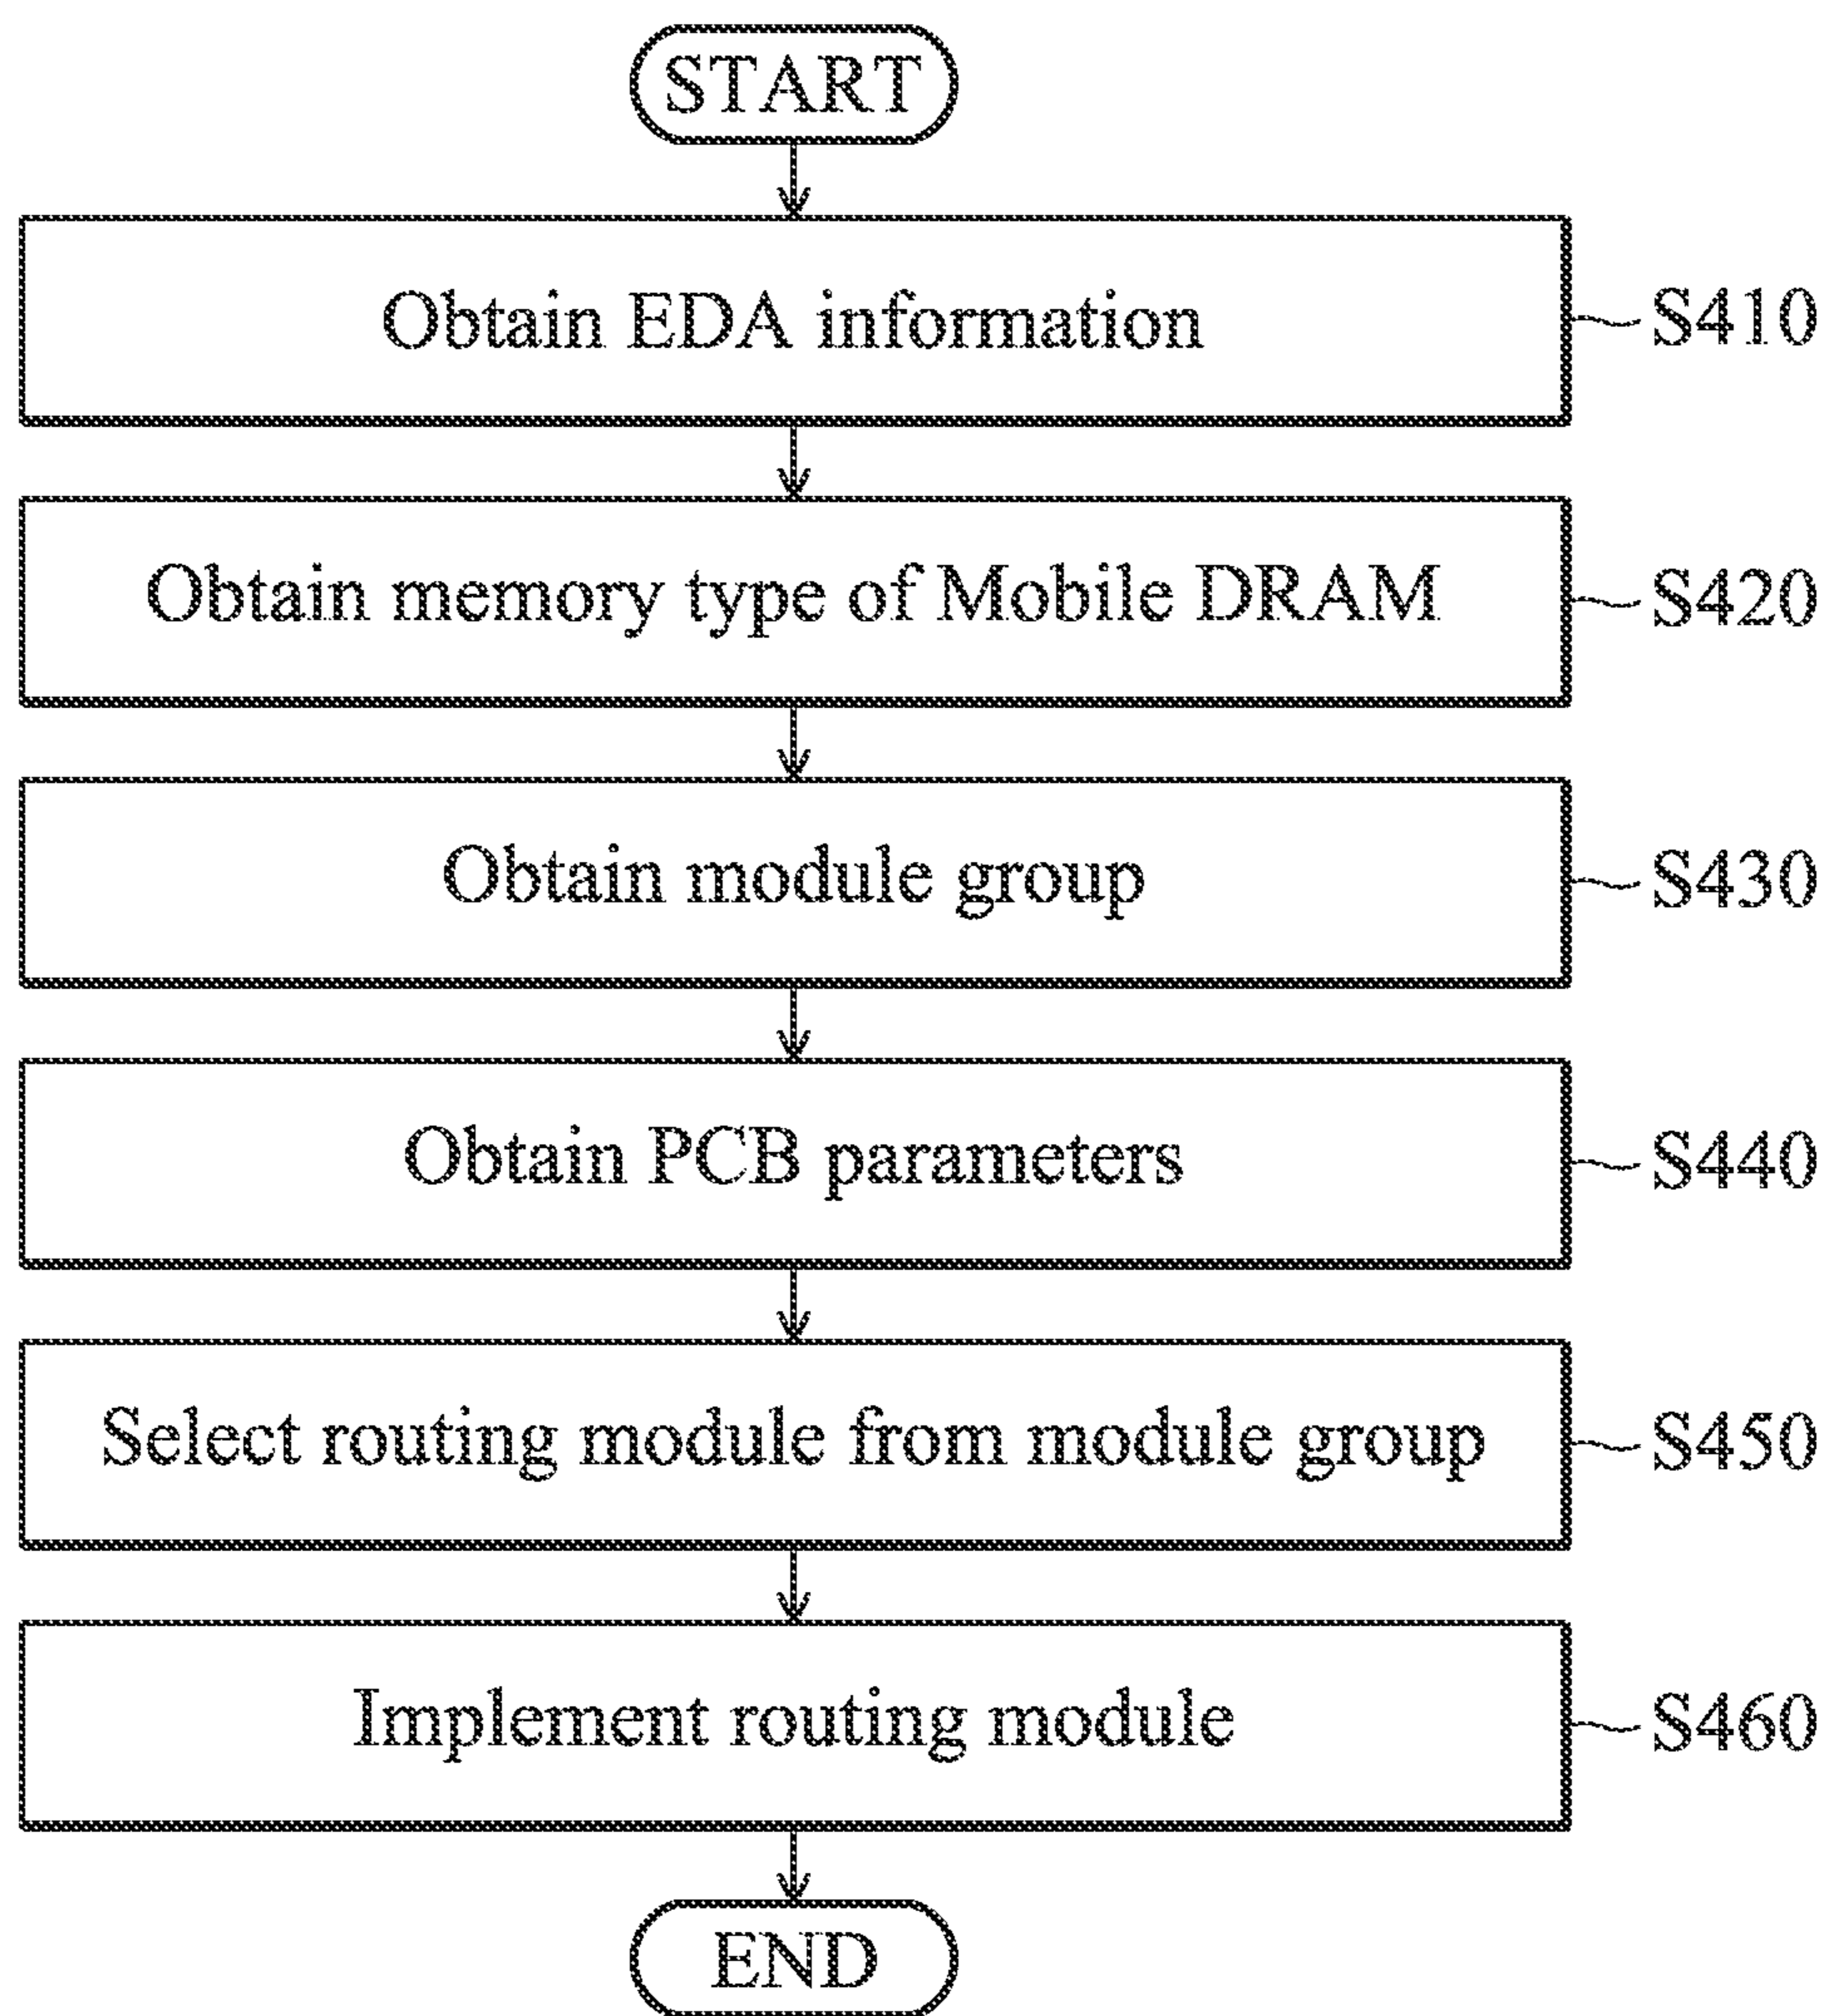 START
Obtain EDA information
S410
Obtain memory type of Mobile DRAM
S420
Obtain module group
S430
Obtain PCB parameters
S440
Select routing module from module group
S450
Implement routing module
S460
END